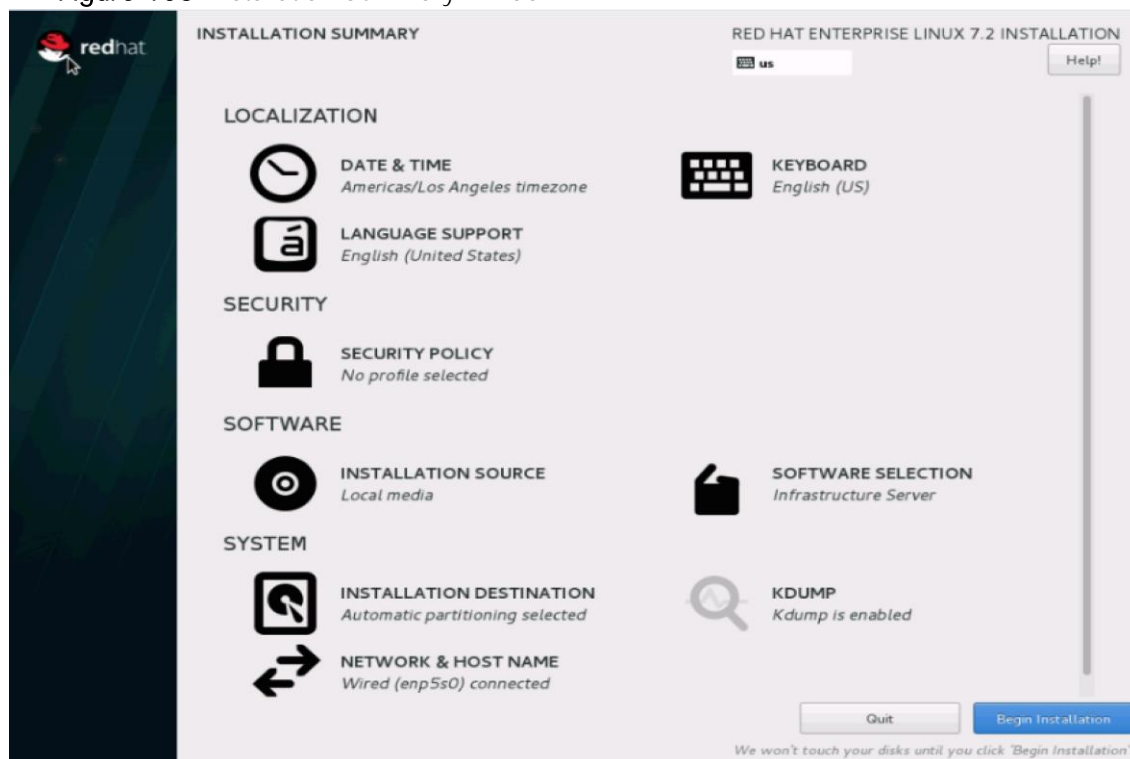 redhat
INSTALLATION SUMMARY
RED HAT ENTERPRISE LINUX 7.2 INSTALLATION
us
Help!
LOCALIZATION
DATE & TIME
Americas/Los Angeles timezone
KEYBOARD
English (US)
á
LANGUAGE SUPPORT
English (United States)
SECURITY
SECURITY POLICY
No profile selected
SOFTWARE
INSTALLATION SOURCE
Local media
SOFTWARE SELECTION
Infrastructure Server
SYSTEM
INSTALLATION DESTINATION
Automatic partitioning selected
KDUMP
Kdump is enabled
NETWORK & HOST NAME
Wired (enp5s0) connected
Quit
Begin Installation
We won't touch your disks until you click 'Begin Installation'